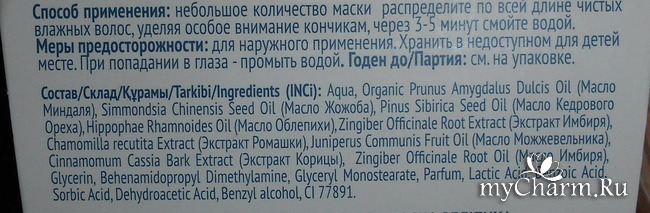 Способ применения: небольшое количество маски распределите по всей длине чистых
влажных волос, уделяя особое внимание кончикам, через 3-5 минут смойте водой.
Меры предосторожности: для наружного применения. Хранить в недоступном для детей
месте. При попадании в глаза - промыть водой. Годен до/Партия: см. на упаковке.
Состав/Склад/Құрамы/Tarkibi/Ingredients (INCi): Aqua, Organic Prunus Amygdalus Dulcis Oil (Масло
Миндаля), Simmondsia Chinensis Seed Oil (Масло Жожоба), Pinus Sibirica Seed Oil (Масло Кедрового
Ореха), Hippophae Rhamnoides Oil (Масло Облепихи), Zingiber Officinale Root Extract (Экстракт Имбиря),
Chamomilla recutita Extract (Экстракт Ромашки), Juniperus Communis Fruit Oil (Масло Можжевельника),
Cinnamomum Cassia Bark Extract (Экстракт Корицы), Zingiber Officinale Root Oil (Масло Имбиря),
Glycerin, Behenamidopropyl Dimethylamine, Glyceryl Monostearate, Parfum, Lactic Acid, Acid,
Sorbic Acid, Dehydroacetic Acid, Benzyl alcohol, CI 77891.
myCharm.Ru